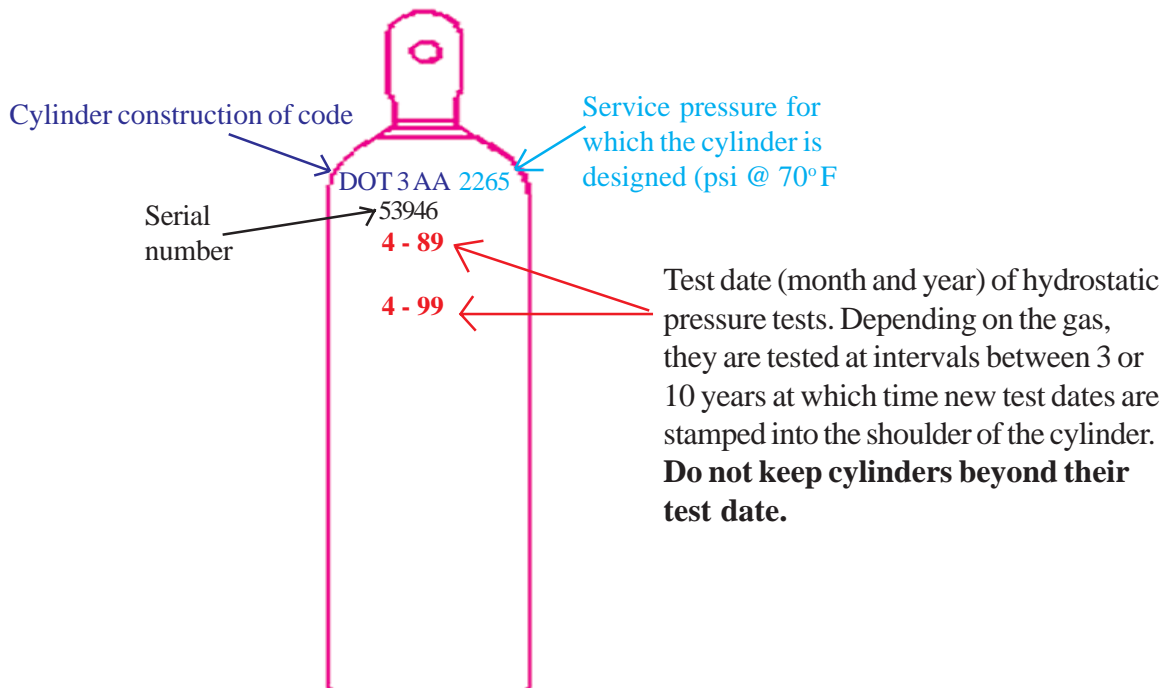 Cylinder construction of code
Service pressure for
which the cylinder is
designed (psi @ 70º F
DOT 3 AA 2265
Serial
number
53946
4 - 89
4 - 99
Test date (month and year) of hydrostatic
pressure tests. Depending on the gas,
they are tested at intervals between 3 or
10 years at which time new test dates are
stamped into the shoulder of the cylinder.
Do not keep cylinders beyond their
test date.